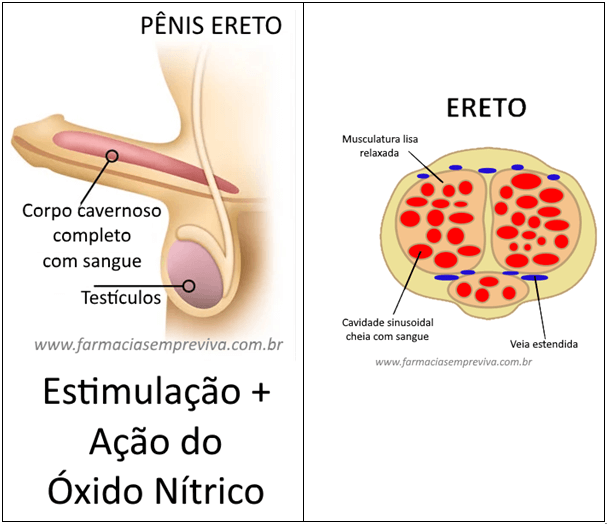 PÊNIS ERETO
Corpo cavernoso
completo
com sangue
Testículos
www.farmaciasempreviva.com.br
Estimulação +
Ação do
Óxido Nítrico
ERETO
Musculatura lisa
relaxada
Cavidade sinusoidal
cheia com sangue
Veia estendida
www.farmaciasempreviva.com.br